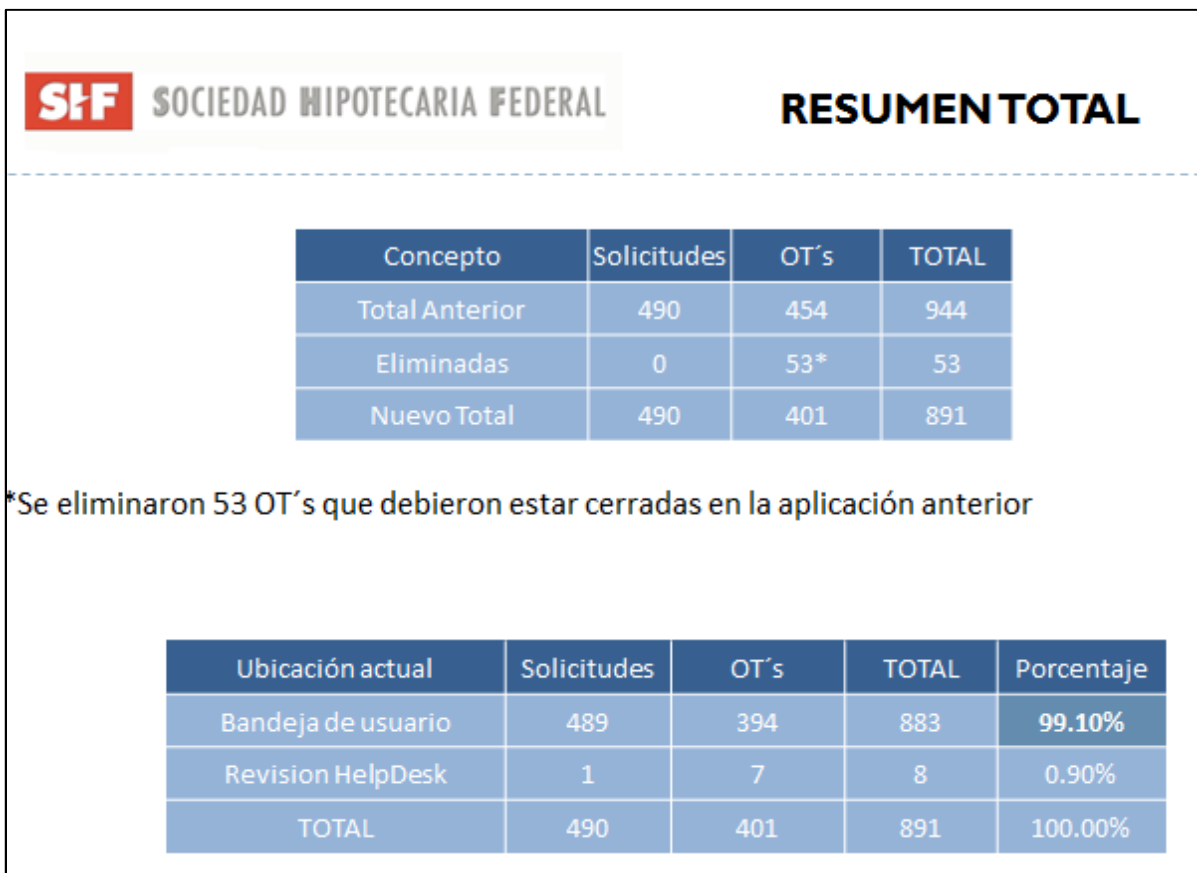 SHF SOCIEDAD HIPOTECARIA FEDERAL
RESUMEN TOTAL
Concepto Solicitudes OT´s TOTAL
Total Anterior 490 454 944
Eliminadas 0 53* 53
Nuevo Total 490 401 891
*Se eliminaron 53 OT´s que debieron estar cerradas en la aplicación anterior
Ubicación actual Solicitudes OT´s TOTAL Porcentaje
Bandeja de usuario 489 394 883 99.10%
Revision HelpDesk 1 7 8 0.90%
TOTAL 490 401 891 100.00%